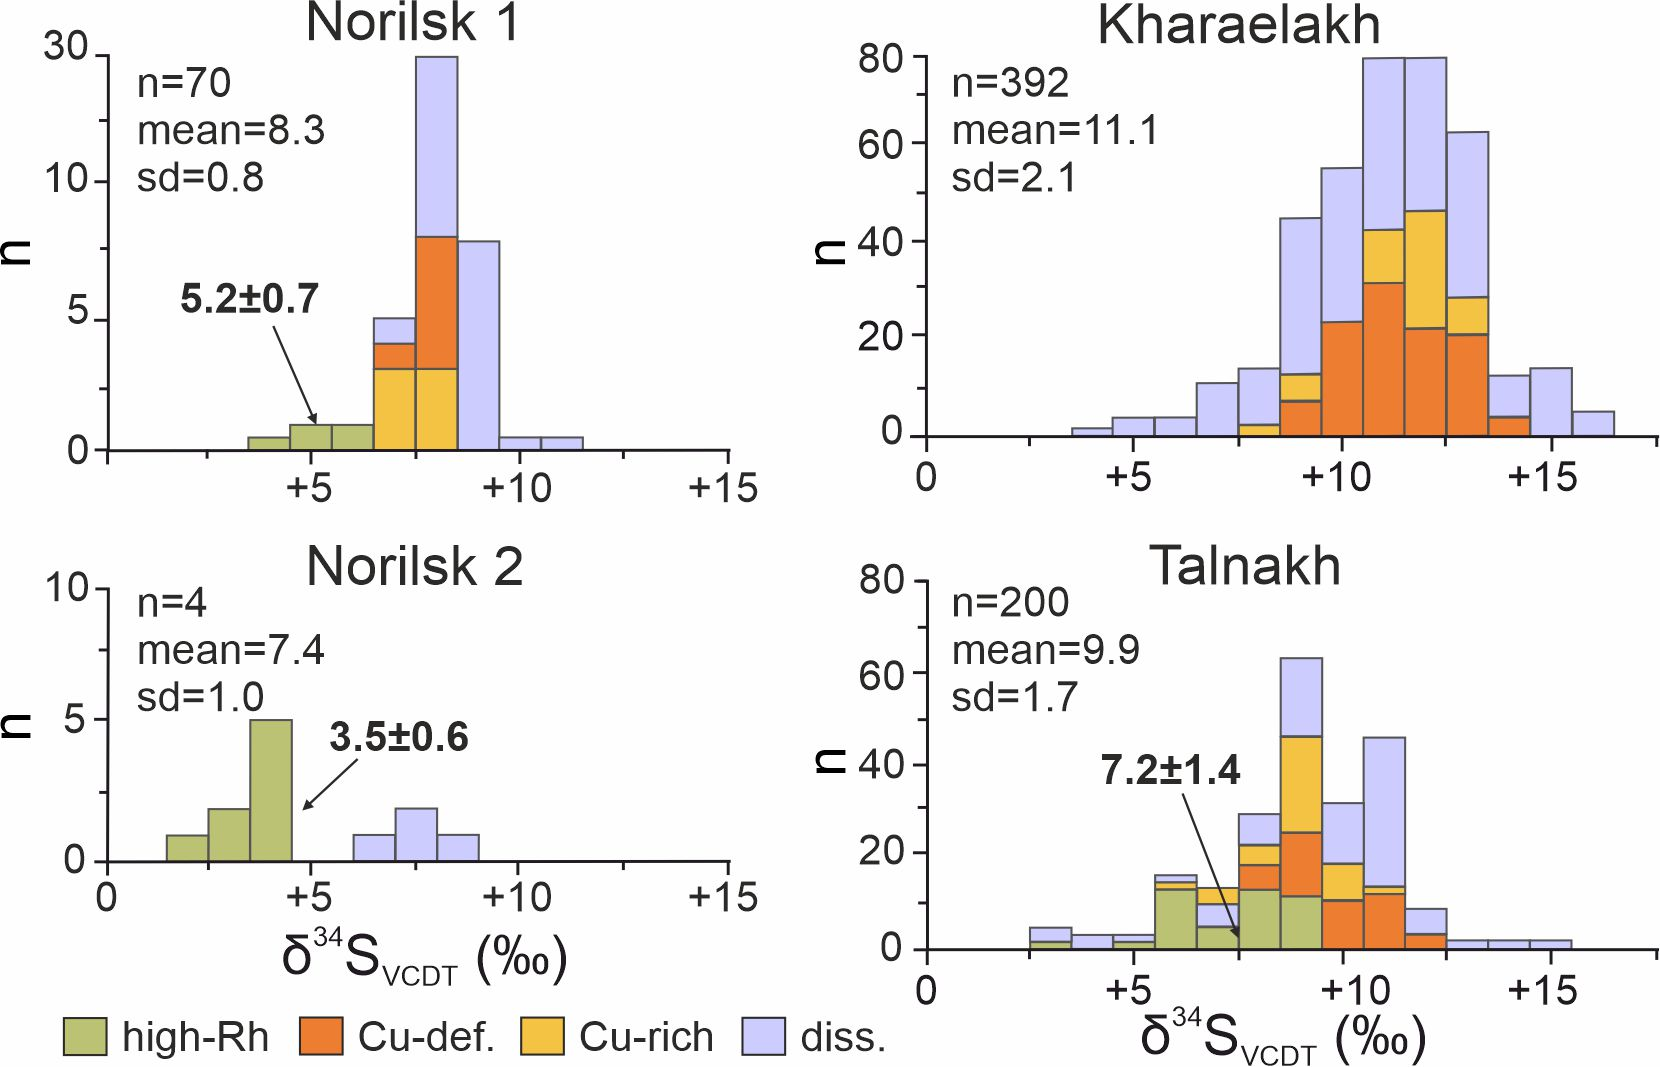 Norilsk 1
30
10
5
0
n
n=70
mean=8.3
sd=0.8
5.2±0.7
+5
+10
+15
Kharaelakh
80
60
40
20
0
n
n=392
mean=11.1
sd=2.1
0
+5
+10
+15
Norilsk 2
10
5
0
n
n=4
mean=7.4
sd=1.0
3.5±0.6
0
+5
+10
+15
δ³⁴S VCDT (‰)
Talnakh
80
60
40
20
0
n
n=200
mean=9.9
sd=1.7
7.2±1.4
0
+5
+10
+15
δ³⁴S VCDT (‰)
high-Rh
Cu-def.
Cu-rich
diss.